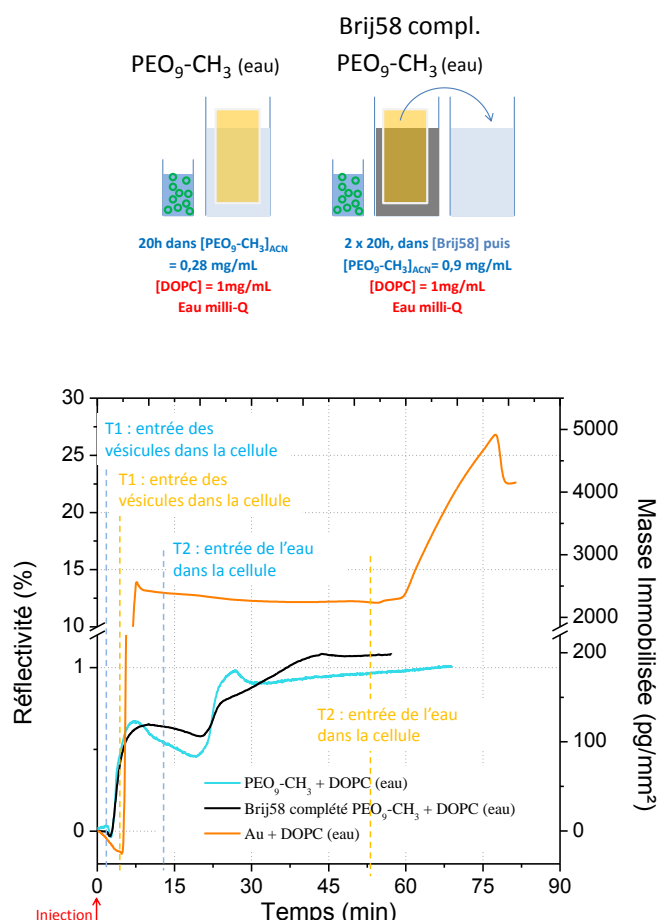 Brij58 compl.
PEO₉-CH₃ (eau)
PEO₉-CH₃ (eau)
20h dans [PEO₉-CH₃]ACN
= 0,28 mg/mL
[DOPC] = 1mg/mL
Eau milli-Q
2 x 20h, dans [Brij58] puis
[PEO₉-CH₃]ACN= 0,9 mg/mL
[DOPC] = 1mg/mL
Eau milli-Q
30
25
20
15
10
1
0
Réflectivité (%)
5000
4000
3000
2200
200
100
0
Masse Immobilisée (pg/mm²)
T1 : entrée des
vésicules dans la cellule
T1 : entrée des
vésicules dans la cellule
T2 : entrée de l’eau
dans la cellule
T2 : entrée de l’eau
dans la cellule
PEO₉-CH₃ + DOPC (eau)
Brij58 complété PEO₉-CH₃ + DOPC (eau)
Au + DOPC (eau)
0 15 30 45 60 75 90
Injection
Temps (min)